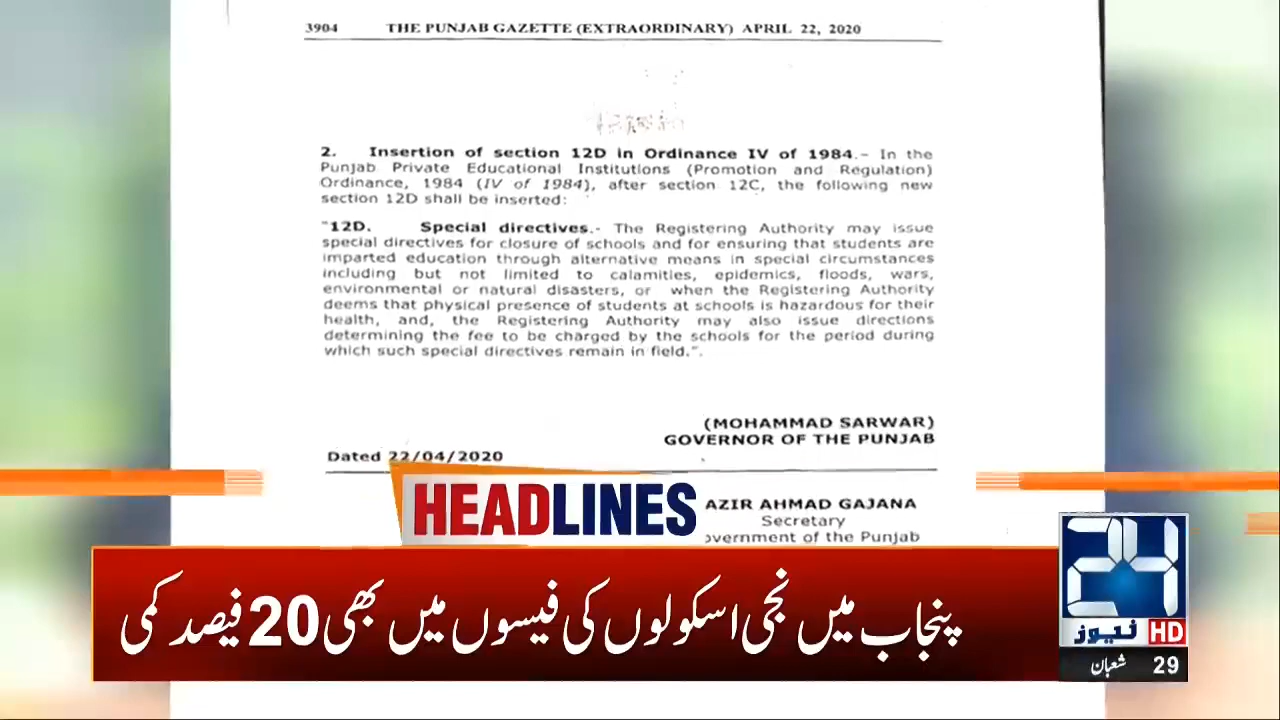 3904 THE PUNJAB GAZETTE (EXTRAORDINARY) APRIL 22, 2020
2. Insertion of section 12D in Ordinance IV of 1984.- In the
Punjab Private Educational Institutions (Promotion and Regulation)
Ordinance, 1984 (IV of 1984), after section 12C, the following new
section 12D shall be inserted:
"12D. Special directives.- The Registering Authority may issue
special directives for closure of schools and for ensuring that students are
imparted education through alternative means in special circumstances
including but not limited to calamities, epidemics, floods, wars,
environmental or natural disasters, or when the Registering Authority
deems that physical presence of students at schools is hazardous for their
health, and, the Registering Authority may also issue directions
determining the fee to be charged by the schools for the period during
which such special directives remain in field.".
(MOHAMMAD SARWAR)
GOVERNOR OF THE PUNJAB
Dated 22/04/2020
AZIR AHMAD GAJANA
Secretary
overnment of the Punjab
HEADLINES
پنجاب میں نجی اسکولوں کی فیسوں میں بھی 20 فیصد کمی
24
نیوز HD
29 شعبان